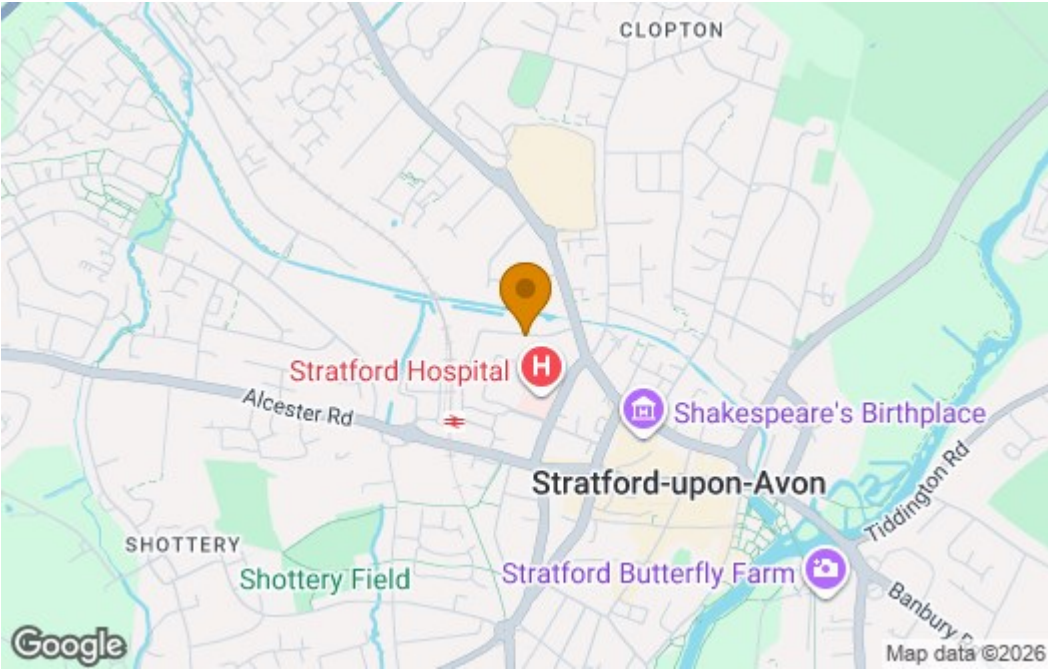 CLOPTON
Stratford Hospital
H
Alcester Rd
Shakespeare's Birthplace
Stratford-upon-Avon
Tiddington Rd
SHOTTERY
Shottery Field
Stratford Butterfly Farm
Banbury
Google
Map data ©2026